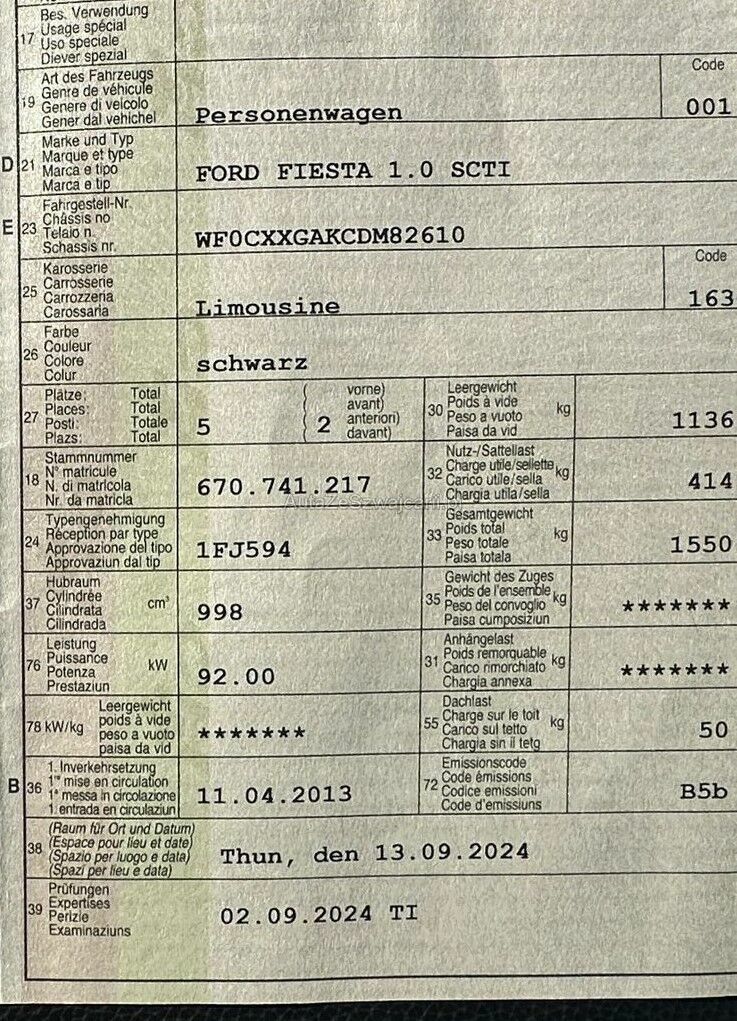 17 Bes. Verwendung
Usage spécial
Uso speciale
Diever spezial
19 Art des Fahrzeugs
Genre de véhicule
Genere di veicolo
Gener dal vehichel
Personenwagen
Code
001
D 21 Marke und Typ
Marque et type
Marca e tipo
Marca e tip
FORD FIESTA 1.0 SCTI
E 23 Fahrgestell-Nr.
Châssis no
Telaio n.
Schassis nr.
WF0CXXGAKCDM82610
25 Karosserie
Carrosserie
Carrozzeria
Carossaria
Limousine
Code
163
26 Farbe
Couleur
Colore
Colur
schwarz
27 Plätze: Total
Places: Total
Posti: Totale
Plazs: Total
5
( vorne)
( avant)
( 2 anteriori)
( davant)
30 Leergewicht
Poids à vide
Peso a vuoto
Paisa da vid
kg
1136
18 Stammnummer
N° matricule
N. di matricola
Nr. da matricla
670.741.217
32 Nutz-/Sattellast
Charge utile/sellette
Carico utile/sella
Chargia utila/sella
kg
414
24 Typengenehmigung
Réception par type
Approvazione del tipo
Approvaziun dal tip
1FJ594
33 Gesamtgewicht
Poids total
Peso totale
Paisa totala
kg
1550
37 Hubraum
Cylindrée
Cilindrata
Cilindrada
cm³
998
35 Gewicht des Zuges
Poids de l'ensemble
Peso del convoglio
Paisa cumposiziun
kg
*******
76 Leistung
Puissance
Potenza
Prestaziun
kW
92.00
31 Anhängelast
Poids remorquable
Carico rimorchiato
Chargia annexa
kg
*******
78 kW/kg
Leergewicht
poids à vide
peso a vuoto
paisa da vid
*******
55 Dachlast
Charge sur le toit
Carico sul tetto
Chargia sin il tetg
kg
50
B 36 1. Inverkehrsetzung
1re mise en circulation
1a messa in circolazione
1. entrada en circulaziun
11.04.2013
72 Emissionscode
Code émissions
Codice emissioni
Code d'emissiuns
B5b
38 (Raum für Ort und Datum)
(Espace pour lieu et date)
(Spazio per luogo e data)
(Spazi per lieu e data)
Thun, den 13.09.2024
39 Prüfungen
Expertises
Perizie
Examinaziuns
02.09.2024 TI